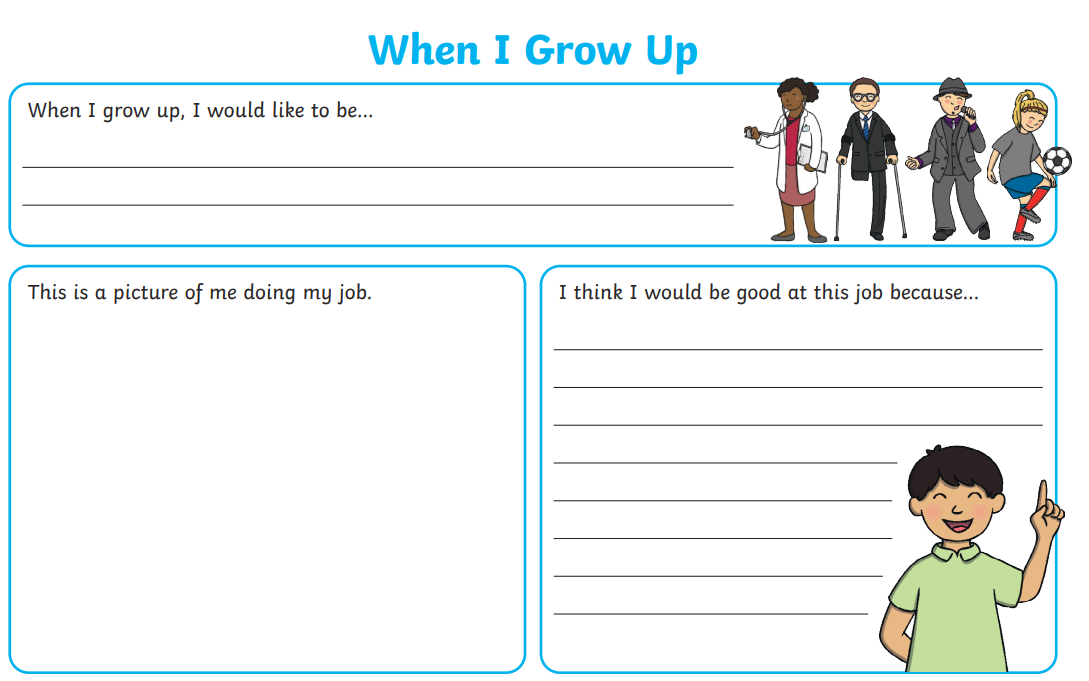 When I Grow Up
When I grow up, I would like to be...
This is a picture of me doing my job.
I think I would be good at this job because...